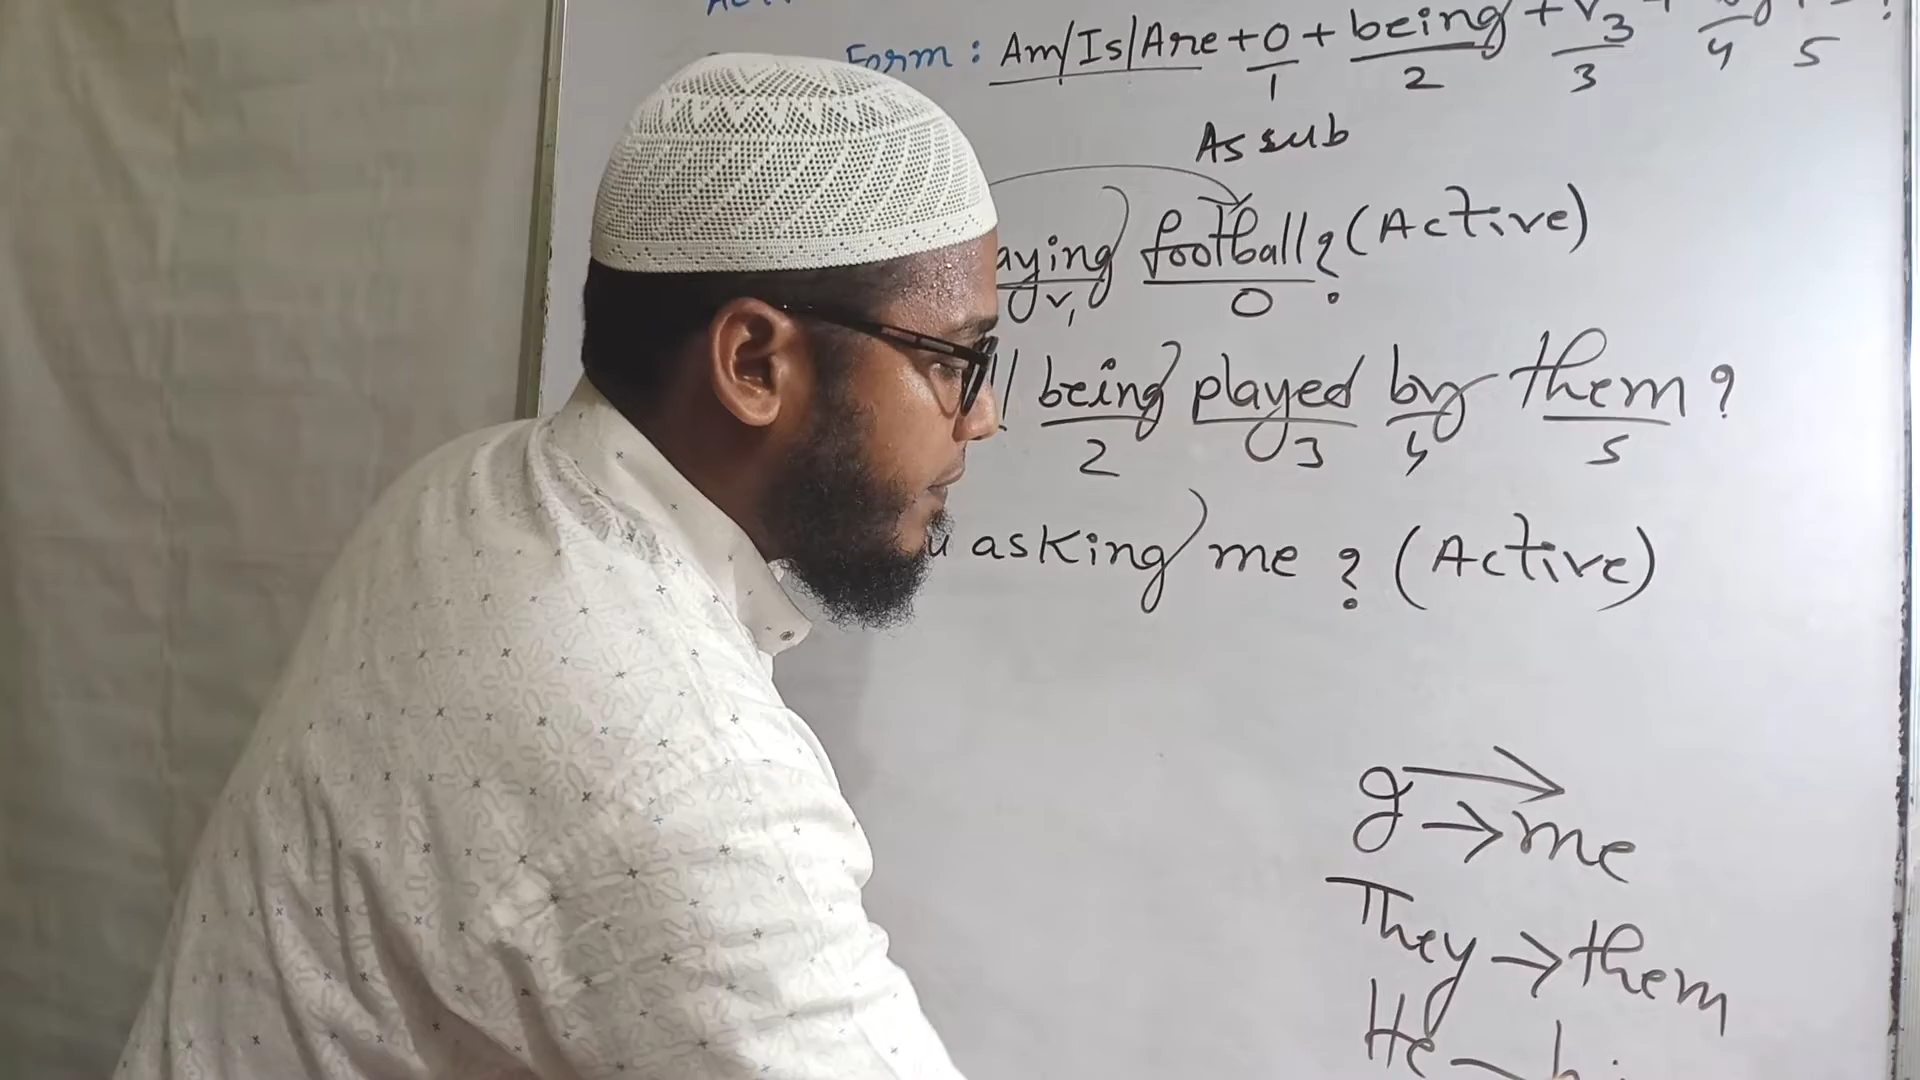 Form : Am/Is/Are + O + being + V3
1 2 3 4 5
As sub
football? (Active)
V1 O
being played by them?
2 3 4 5
asking me? (Active)
I → me
They → them
He